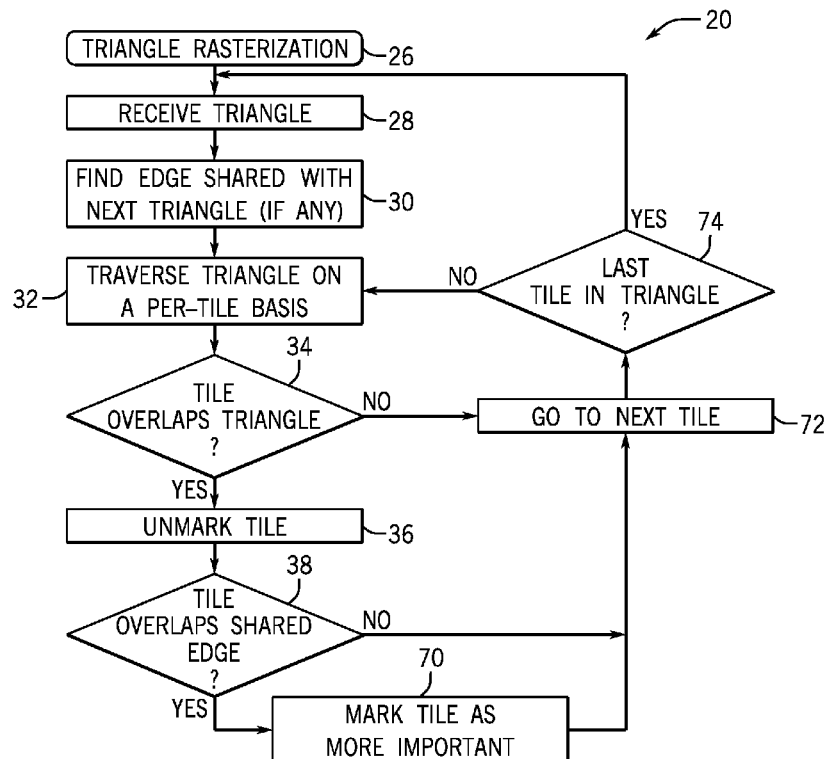 20
TRIANGLE RASTERIZATION
26
RECEIVE TRIANGLE
28
FIND EDGE SHARED WITH
NEXT TRIANGLE (IF ANY)
30
YES
74
LAST
TILE IN TRIANGLE
?
NO
TRAVERSE TRIANGLE ON
A PER-TILE BASIS
32
34
TILE
OVERLAPS TRIANGLE
?
NO
GO TO NEXT TILE
72
YES
UNMARK TILE
36
38
TILE
OVERLAPS SHARED
EDGE
?
NO
YES
70
MARK TILE AS
MORE IMPORTANT